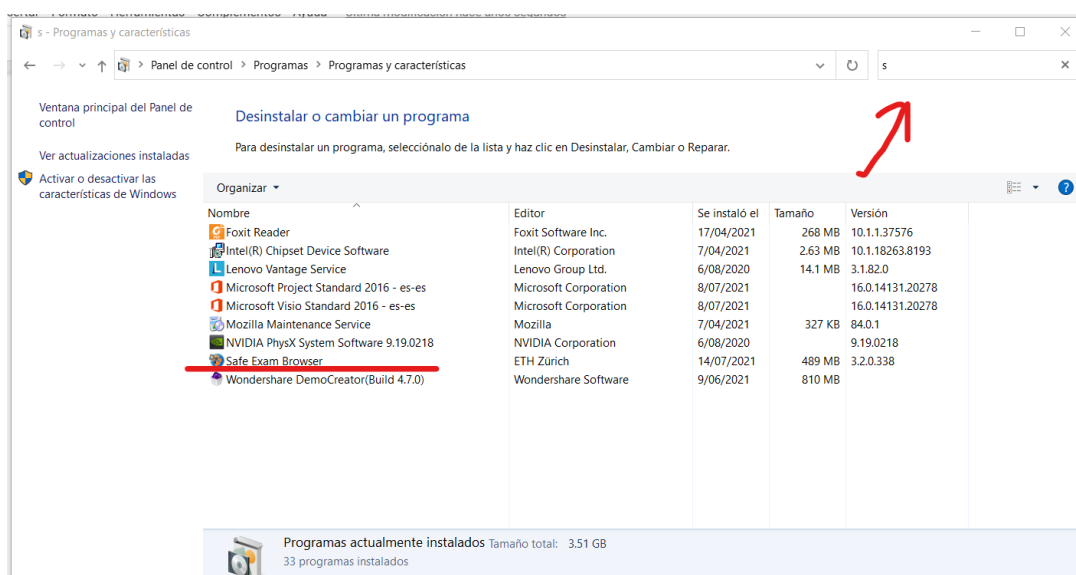 s - Programas y características
Panel de control > Programas > Programas y características
s
Ventana principal del Panel de
control
Ver actualizaciones instaladas
Activar o desactivar las
características de Windows
Desinstalar o cambiar un programa
Para desinstalar un programa, selecciónalo de la lista y haz clic en Desinstalar, Cambiar o Reparar.
Organizar
Nombre Editor Se instaló el Tamaño Versión
Foxit Reader Foxit Software Inc. 17/04/2021 268 MB 10.1.1.37576
Intel(R) Chipset Device Software Intel(R) Corporation 7/04/2021 2.63 MB 10.1.18263.8193
Lenovo Vantage Service Lenovo Group Ltd. 6/08/2020 14.1 MB 3.1.82.0
Microsoft Project Standard 2016 - es-es Microsoft Corporation 8/07/2021 16.0.14131.20278
Microsoft Visio Standard 2016 - es-es Microsoft Corporation 8/07/2021 16.0.14131.20278
Mozilla Maintenance Service Mozilla 7/04/2021 327 KB 84.0.1
NVIDIA PhysX System Software 9.19.0218 NVIDIA Corporation 6/08/2020 9.19.0218
Safe Exam Browser ETH Zürich 14/07/2021 489 MB 3.2.0.338
Wondershare DemoCreator(Build 4.7.0) Wondershare Software 9/06/2021 810 MB
Programas actualmente instalados Tamaño total: 3.51 GB
33 programas instalados